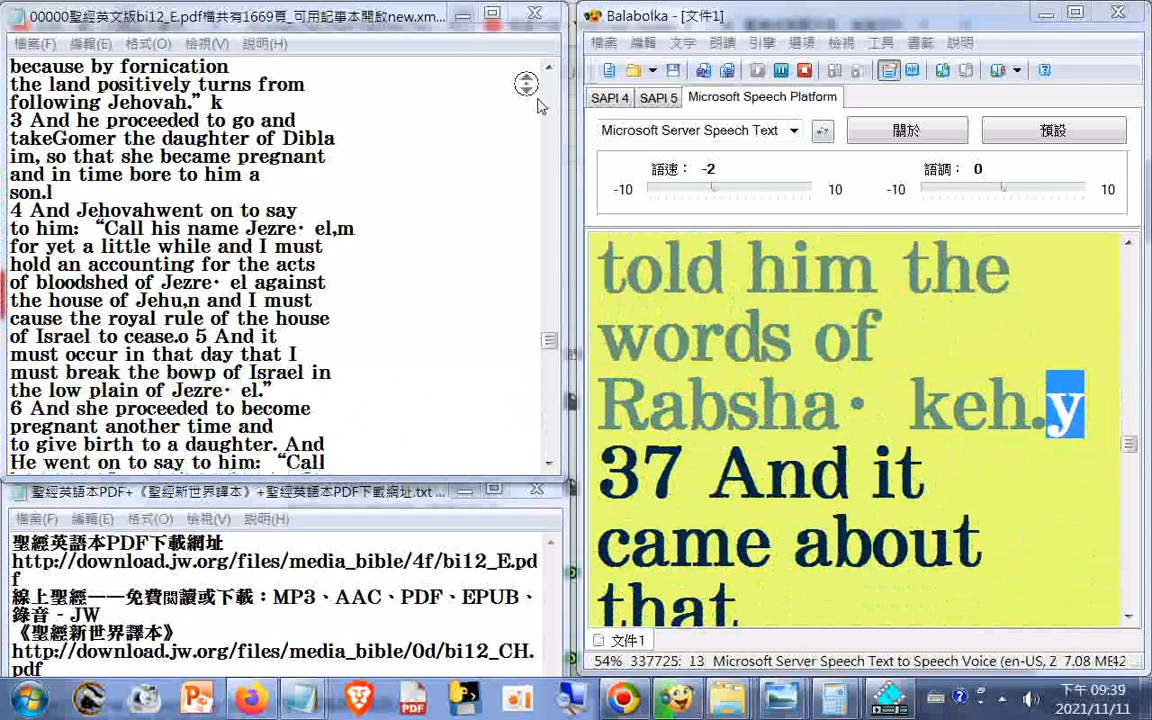 00000聖經英文版bi12_E.pdf檔共有1669頁_可用記事本開啟new.xm...
檔案(F) 編輯(E) 格式(O) 檢視(V) 說明(H)
because by fornication
the land positively turns from
following Jehovah.” k
3 And he proceeded to go and
takeGomer the daughter of Dibla
im, so that she became pregnant
and in time bore to him a
son.l
4 And Jehovahwent on to say
to him: “Call his name Jezre· el,m
for yet a little while and I must
hold an accounting for the acts
of bloodshed of Jezre· el against
the house of Jehu,n and I must
cause the royal rule of the house
of Israel to cease.o 5 And it
must occur in that day that I
must break the bowp of Israel in
the low plain of Jezre· el.”
6 And she proceeded to become
pregnant another time and
to give birth to a daughter. And
He went on to say to him: “Call
聖經英語本PDF+《聖經新世界譯本》+聖經英語本PDF下載網址.txt ...
檔案(F) 編輯(E) 格式(O) 檢視(V) 說明(H)
聖經英語本PDF下載網址
http://download.jw.org/files/media_bible/4f/bi12_E.pd
f
線上聖經——免費閱讀或下載：MP3、AAC、PDF、EPUB、
錄音 - JW
《聖經新世界譯本》
http://download.jw.org/files/media_bible/0d/bi12_CH.
pdf
Balabolka - [文件1]
檔案 編輯 文字 朗讀 引擎 選項 檢視 工具 書籤 說明
SAPI 4 SAPI 5 Microsoft Speech Platform
Microsoft Server Speech Text 關於 預設
語速： -2 語調： 0
-10 10 -10 10
told him the
words of
Rabsha· keh.y
37 And it
came about
that
文件1
54% 337725: 13 Microsoft Server Speech Text to Speech Voice (en-US, Z 7.08 ME42
PDF
下午 09:39
2021/11/11